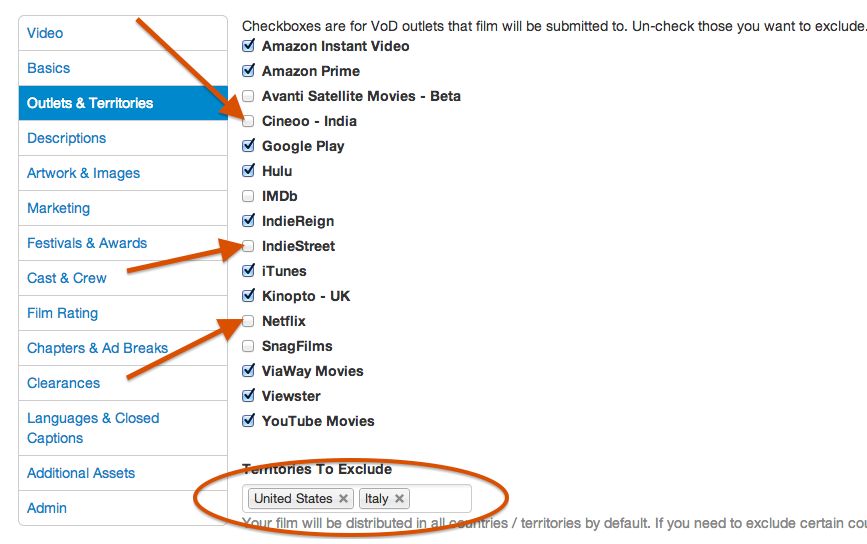 Video
Basics
Outlets & Territories
Descriptions
Artwork & Images
Marketing
Festivals & Awards
Cast & Crew
Film Rating
Chapters & Ad Breaks
Clearances
Languages & Closed
Captions
Additional Assets
Admin
Checkboxes are for VoD outlets that film will be submitted to. Un-check those you want to exclude.
Amazon Instant Video
Amazon Prime
Avanti Satellite Movies - Beta
Cineoo - India
Google Play
Hulu
IMDb
IndieReign
IndieStreet
iTunes
Kinopto - UK
Netflix
SnagFilms
ViaWay Movies
Viewster
YouTube Movies
Territories To Exclude
United States × Italy ×
Your film will be distributed in all countries / territories by default. If you need to exclude certain cou